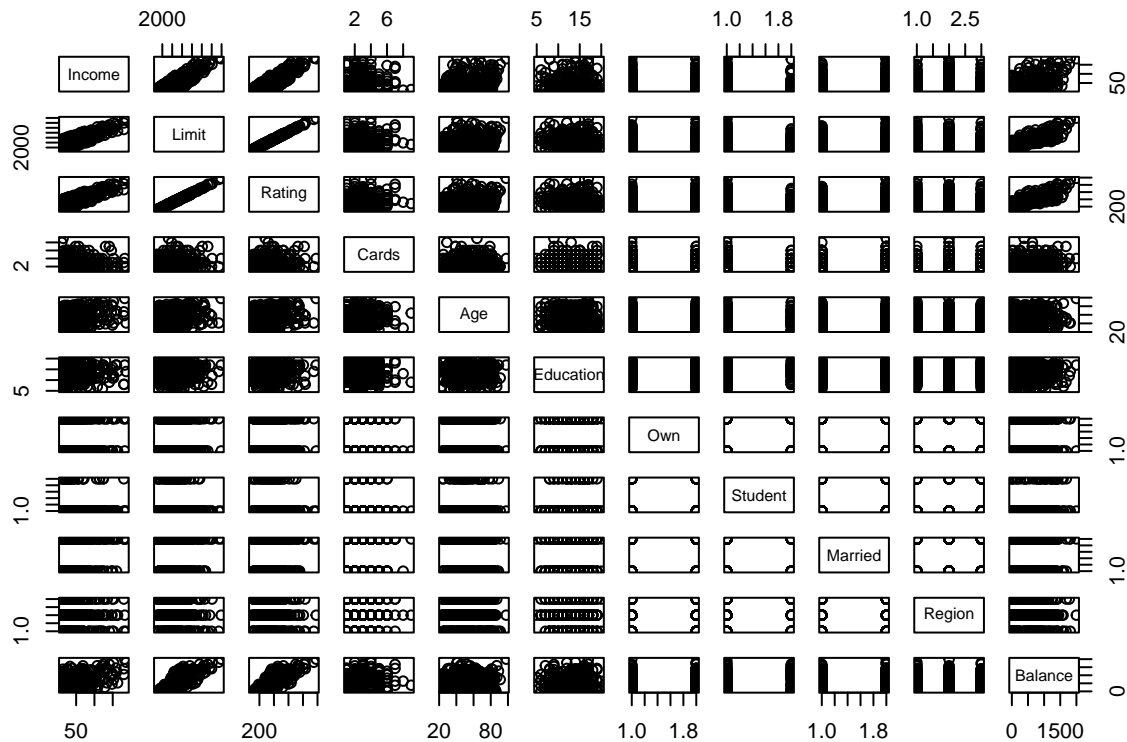 2000 2 6 5 15 1.0 1.8 1.0 2.5
Income 50
2000 Limit
Rating 200
2 Cards
Age 20
5 Education
Own 1.0
1.0 Student
Married 1.0
1.0 Region
Balance 0
50 200 20 80 1.0 1.8 1.0 1.8 0 1500